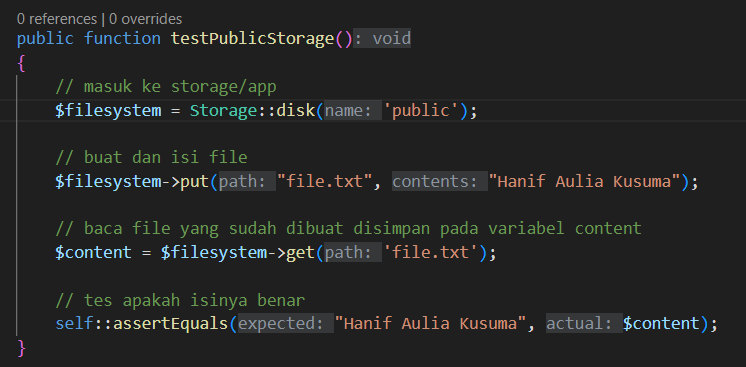 0 references | 0 overrides
public function testPublicStorage(): void
{
// masuk ke storage/app
$filesystem = Storage::disk(name: 'public');
// buat dan isi file
$filesystem->put(path: "file.txt", contents: "Hanif Aulia Kusuma");
// baca file yang sudah dibuat disimpan pada variabel content
$content = $filesystem->get(path: 'file.txt');
// tes apakah isinya benar
self::assertEquals(expected: "Hanif Aulia Kusuma", actual: $content);
}